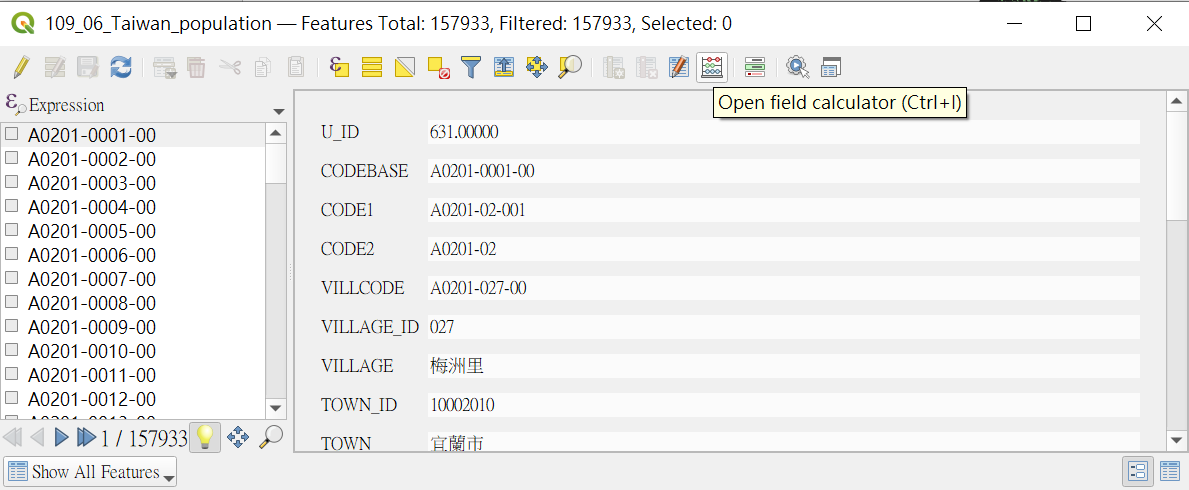 109_06_Taiwan_population — Features Total: 157933, Filtered: 157933, Selected: 0
Open field calculator (Ctrl+I)
Expression
A0201-0001-00
A0201-0002-00
A0201-0003-00
A0201-0004-00
A0201-0005-00
A0201-0006-00
A0201-0007-00
A0201-0008-00
A0201-0009-00
A0201-0010-00
A0201-0011-00
A0201-0012-00
A0201-0013-00
1 / 157933
Show All Features
U_ID 631.00000
CODEBASE A0201-0001-00
CODE1 A0201-02-001
CODE2 A0201-02
VILLCODE A0201-027-00
VILLAGE_ID 027
VILLAGE 梅洲里
TOWN_ID 10002010
TOWN 宜蘭市